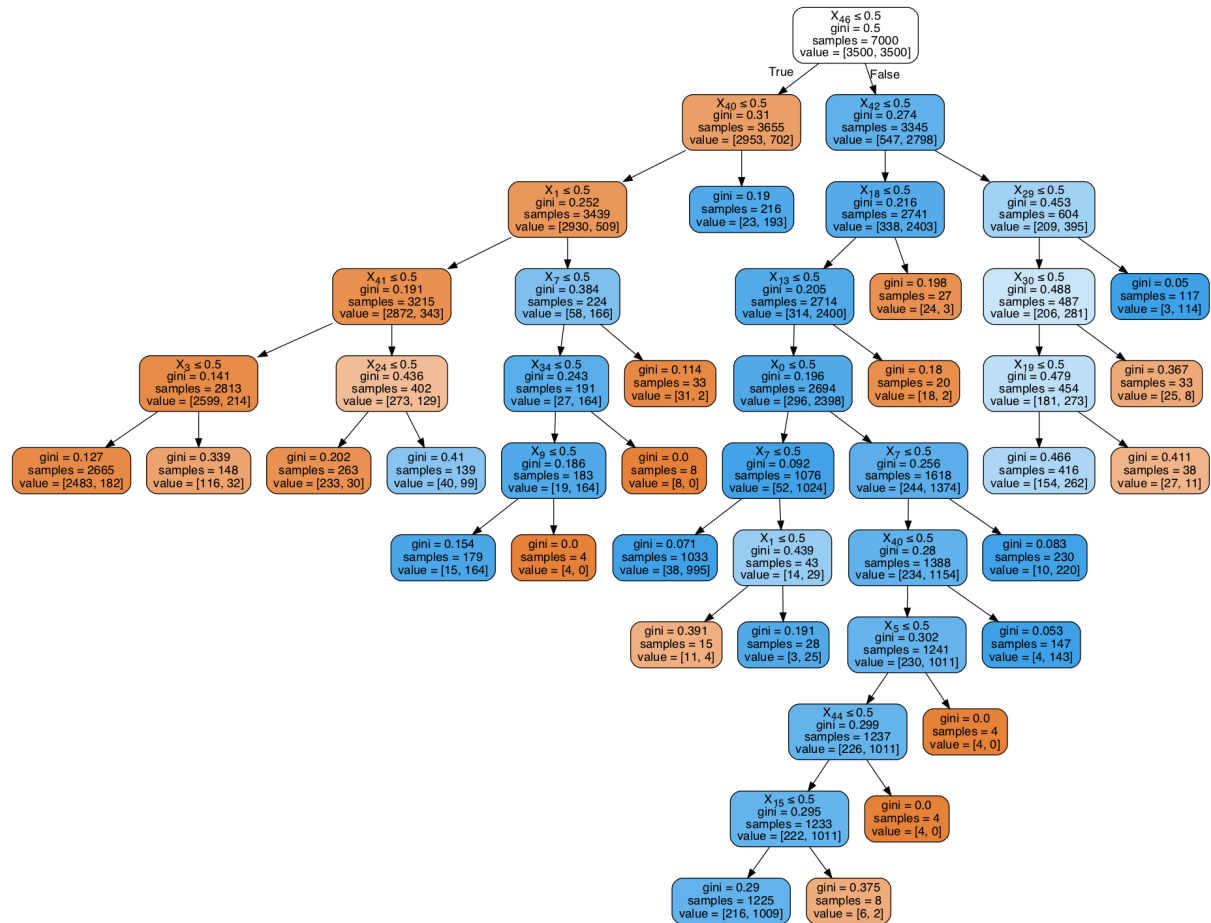 X46 ≤ 0.5
gini = 0.5
samples = 7000
value = [3500, 3500]
True
False
X40 ≤ 0.5
gini = 0.31
samples = 3655
value = [2953, 702]
X42 ≤ 0.5
gini = 0.274
samples = 3345
value = [547, 2798]
X1 ≤ 0.5
gini = 0.252
samples = 3439
value = [2930, 509]
gini = 0.19
samples = 216
value = [23, 193]
X18 ≤ 0.5
gini = 0.216
samples = 2741
value = [338, 2403]
X29 ≤ 0.5
gini = 0.453
samples = 604
value = [209, 395]
X41 ≤ 0.5
gini = 0.191
samples = 3215
value = [2872, 343]
X7 ≤ 0.5
gini = 0.384
samples = 224
value = [58, 166]
X13 ≤ 0.5
gini = 0.205
samples = 2714
value = [314, 2400]
gini = 0.198
samples = 27
value = [24, 3]
X30 ≤ 0.5
gini = 0.488
samples = 487
value = [206, 281]
gini = 0.05
samples = 117
value = [3, 114]
X3 ≤ 0.5
gini = 0.141
samples = 2813
value = [2599, 214]
X24 ≤ 0.5
gini = 0.436
samples = 402
value = [273, 129]
X34 ≤ 0.5
gini = 0.243
samples = 191
value = [27, 164]
gini = 0.114
samples = 33
value = [31, 2]
X0 ≤ 0.5
gini = 0.196
samples = 2694
value = [296, 2398]
gini = 0.18
samples = 20
value = [18, 2]
X19 ≤ 0.5
gini = 0.479
samples = 454
value = [181, 273]
gini = 0.367
samples = 33
value = [25, 8]
gini = 0.127
samples = 2665
value = [2483, 182]
gini = 0.339
samples = 148
value = [116, 32]
gini = 0.202
samples = 263
value = [233, 30]
gini = 0.41
samples = 139
value = [40, 99]
X9 ≤ 0.5
gini = 0.186
samples = 183
value = [19, 164]
gini = 0.0
samples = 8
value = [8, 0]
X7 ≤ 0.5
gini = 0.092
samples = 1076
value = [52, 1024]
X7 ≤ 0.5
gini = 0.256
samples = 1618
value = [244, 1374]
gini = 0.466
samples = 416
value = [154, 262]
gini = 0.411
samples = 38
value = [27, 11]
gini = 0.154
samples = 179
value = [15, 164]
gini = 0.0
samples = 4
value = [4, 0]
gini = 0.071
samples = 1033
value = [38, 995]
X1 ≤ 0.5
gini = 0.439
samples = 43
value = [14, 29]
X40 ≤ 0.5
gini = 0.28
samples = 1388
value = [234, 1154]
gini = 0.083
samples = 230
value = [10, 220]
gini = 0.391
samples = 15
value = [11, 4]
gini = 0.191
samples = 28
value = [3, 25]
X5 ≤ 0.5
gini = 0.302
samples = 1241
value = [230, 1011]
gini = 0.053
samples = 147
value = [4, 143]
X44 ≤ 0.5
gini = 0.299
samples = 1237
value = [226, 1011]
gini = 0.0
samples = 4
value = [4, 0]
X15 ≤ 0.5
gini = 0.295
samples = 1233
value = [222, 1011]
gini = 0.0
samples = 4
value = [4, 0]
gini = 0.29
samples = 1225
value = [216, 1009]
gini = 0.375
samples = 8
value = [6, 2]